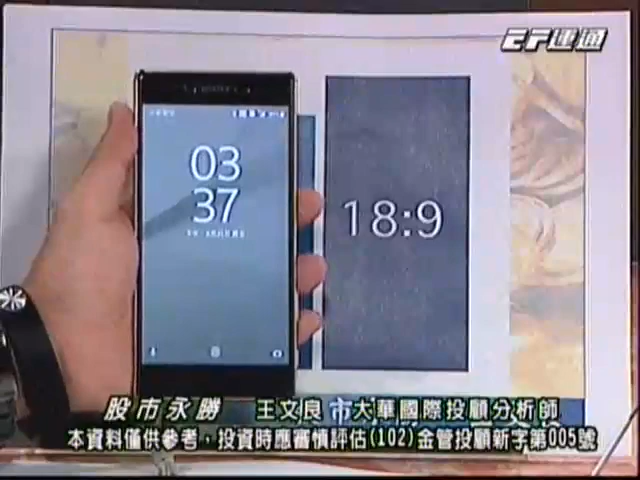 EF運通
03
37
18:9
股市永勝 王文良 大華國際投顧分析師
本資料僅供參考，投資時應審慎評估(102)金管投顧新字第005號